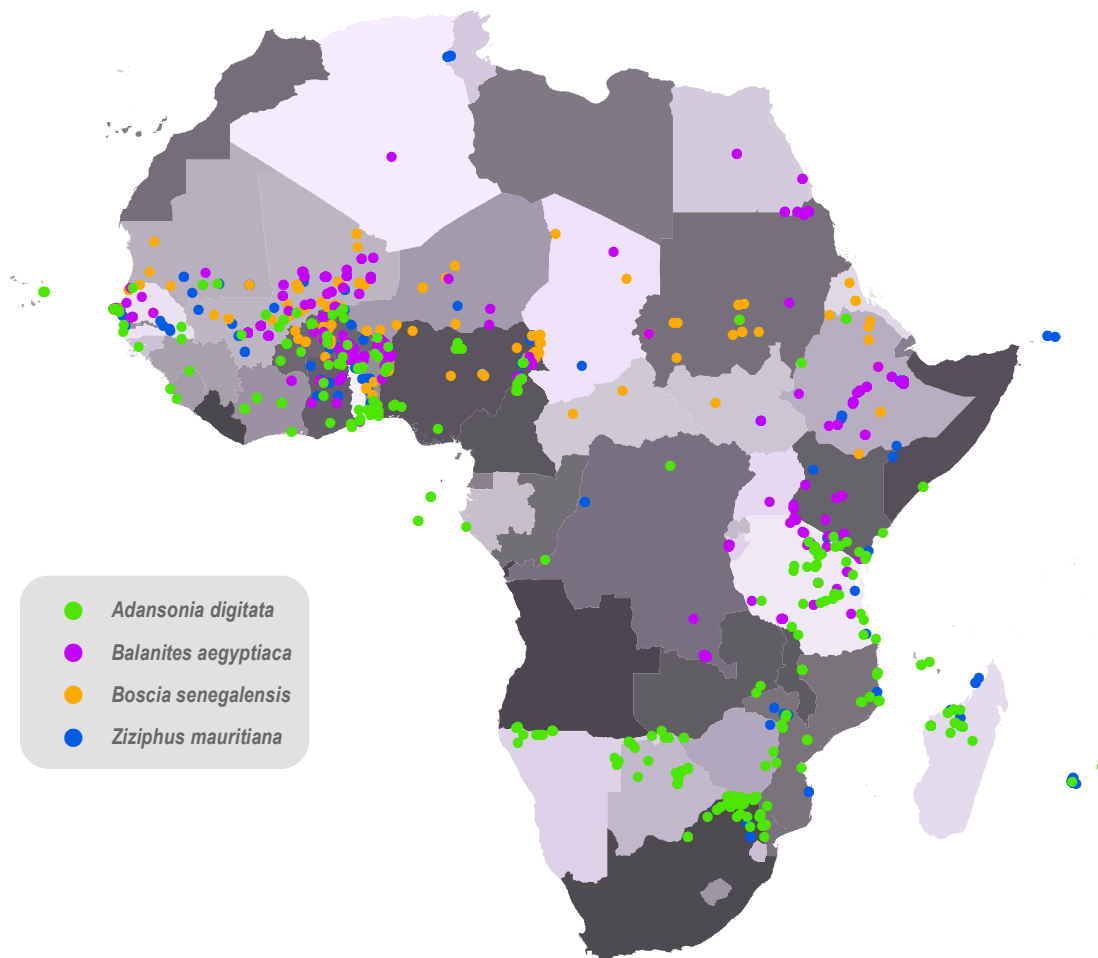 Adansonia digitata
Balanites aegyptiaca
Boscia senegalensis
Ziziphus mauritiana